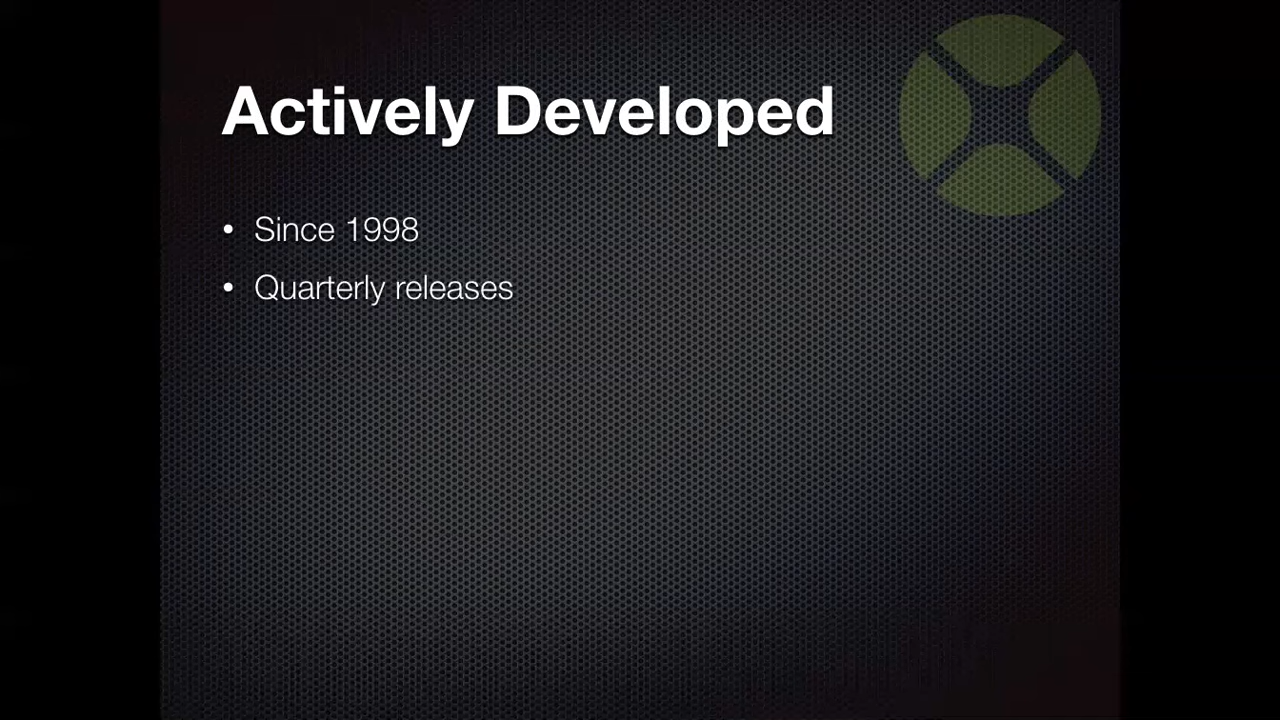 Actively Developed
• Since 1998
• Quarterly releases